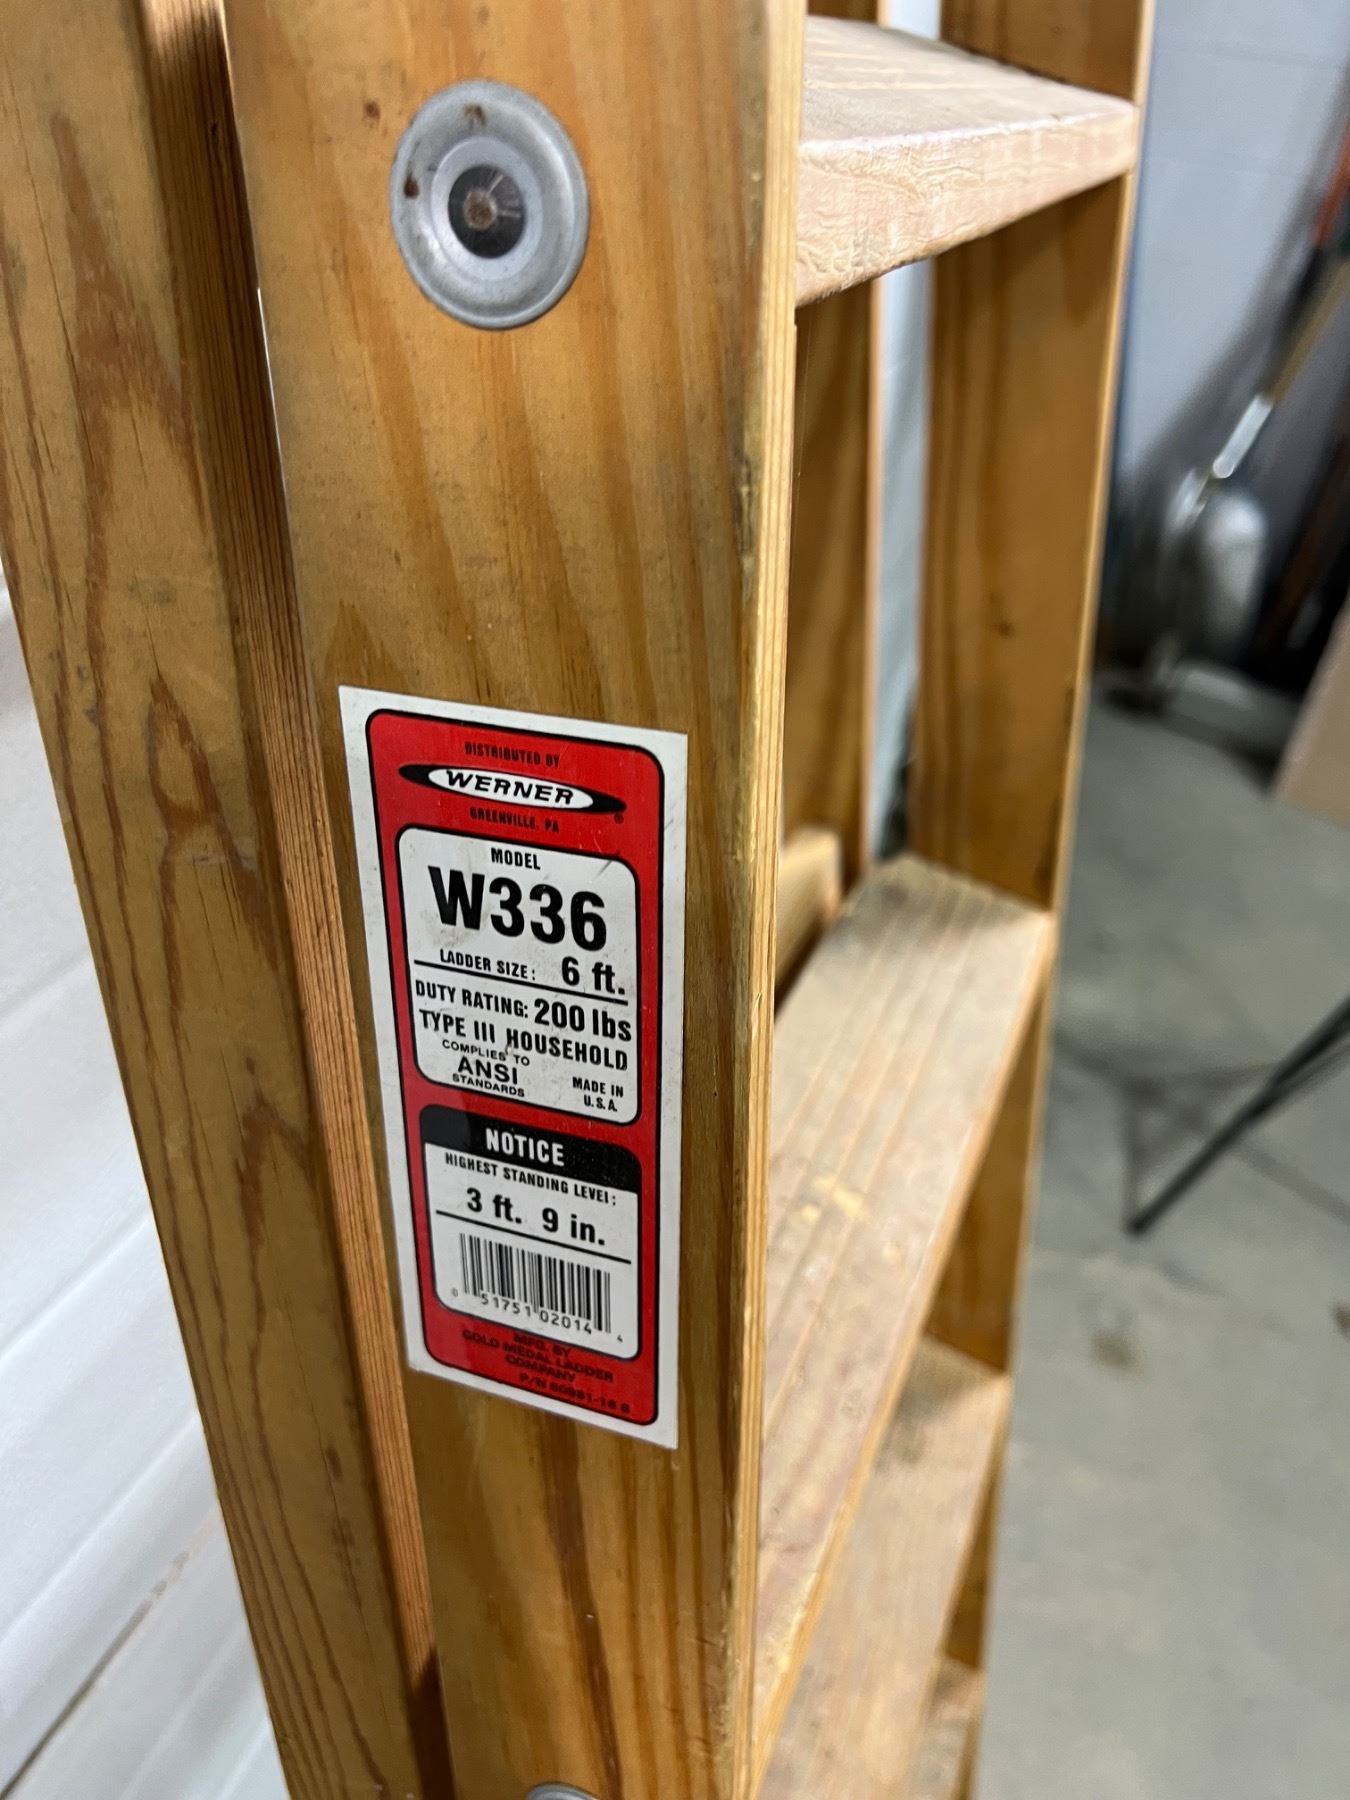 DISTRIBUTED BY
WERNER®
GREENVILLE, PA
MODEL
W336
LADDER SIZE: 6 ft.
DUTY RATING: 200 lbs
TYPE III HOUSEHOLD
COMPLIES TO
ANSI
STANDARDS
MADE IN
U.S.A.
NOTICE
HIGHEST STANDING LEVEL:
3 ft. 9 in.
0 51751 02014 4
MFG. BY
GOLD MEDAL LADDER
COMPANY
P/N